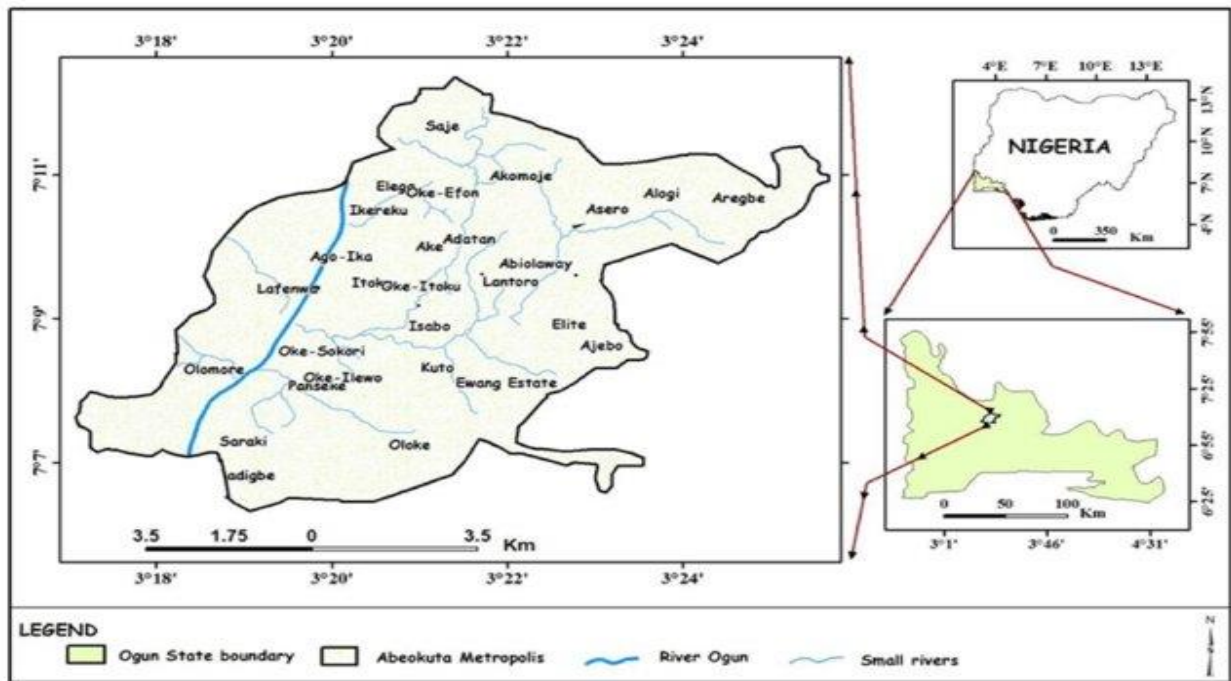 3°18' 3°20' 3°22' 3°24'
7°11'
7°9'
7°7'
Saje
Akomoje
Elega
Oke-Efon
Alogi
Aregbe
Ikereku
Asero
Adatan
Ake
Ago-Ika
Abiolaway
Itok
Oke-Itoku
Lantoro
Lafenwa
Isabo
Elite
Ajebo
Oke-Sokori
Olomore
Oke-Ilewo
Kuto
Panseke
Ewang Estate
Saraki
Oloke
adigbe
3.5 1.75 0 3.5
Km
3°18' 3°20' 3°22' 3°24'
4°E 7°E 10°E 13°E
13°N
10°N
7°N
4°N
NIGERIA
0 350
Km
7°55'
7°25'
6°55'
6°25'
0 50 100
Km
3°1' 3°46' 4°31'
LEGEND
Ogun State boundary
Abeokuta Metropolis
River Ogun
Small rivers
N